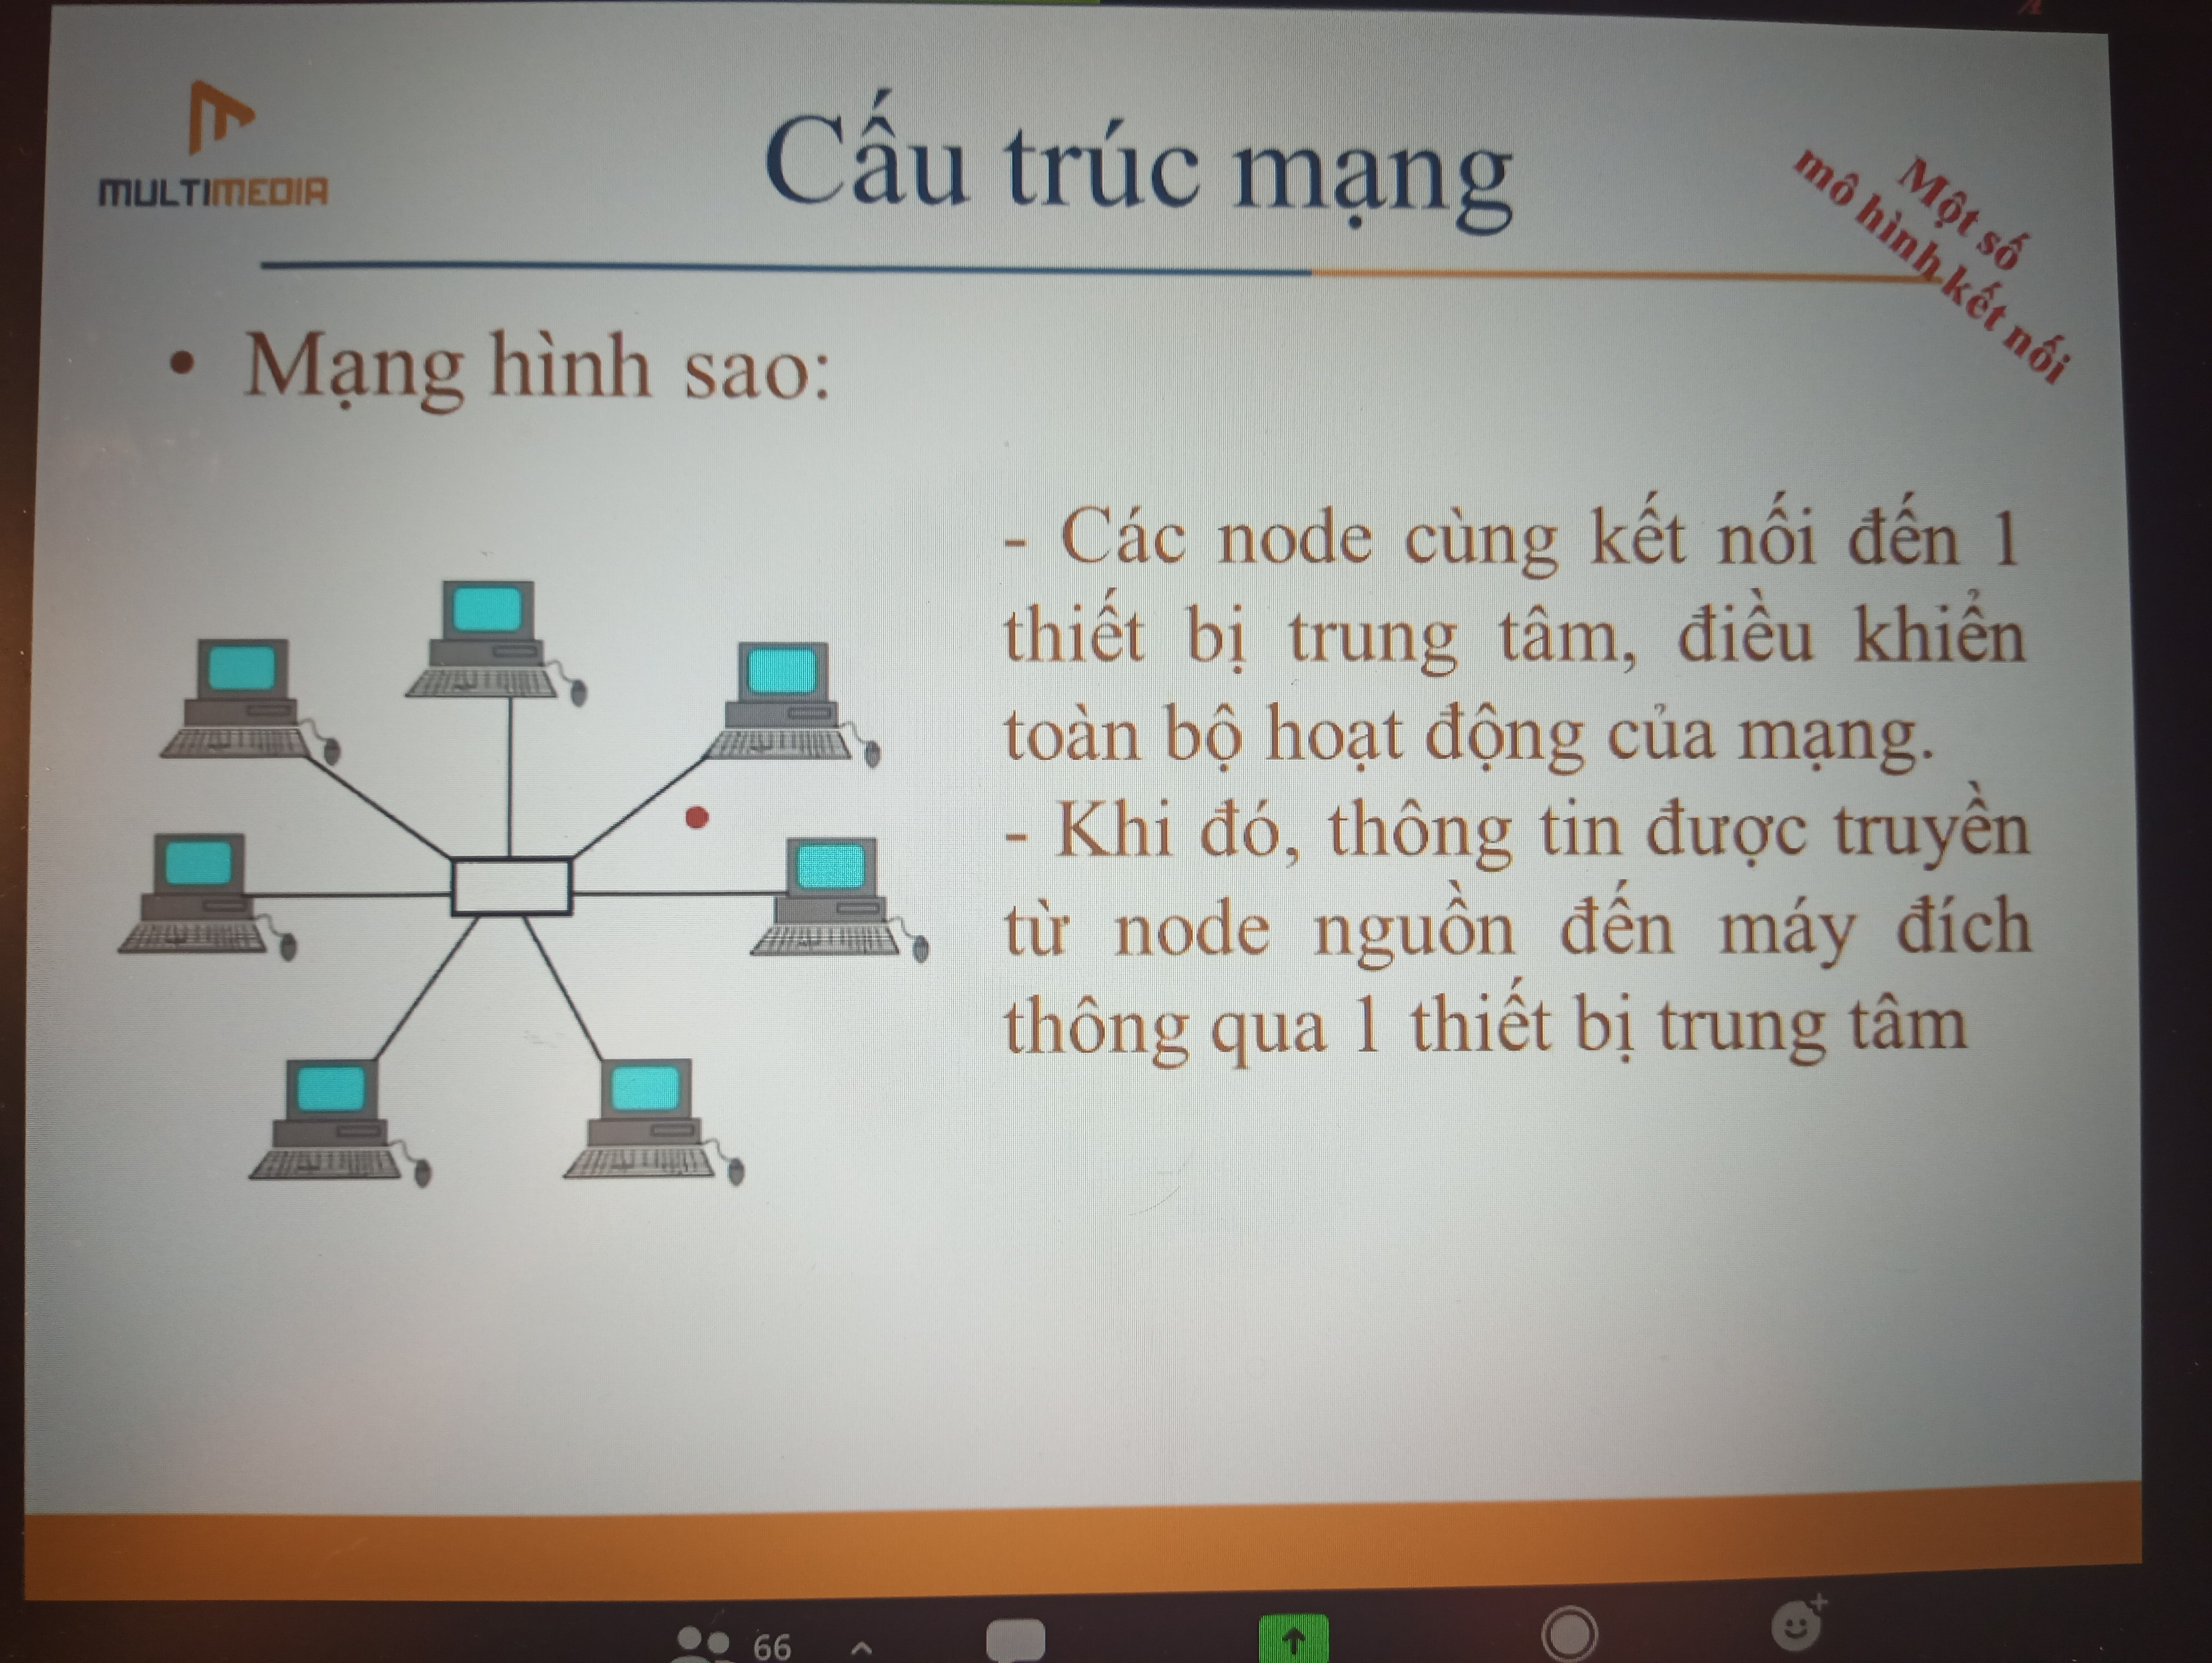 MULTIMEDIA
Cấu trúc mạng
Một số
mô hình kết nối
• Mạng hình sao:
- Các node cùng kết nối đến 1
thiết bị trung tâm, điều khiển
toàn bộ hoạt động của mạng.
- Khi đó, thông tin được truyền
từ node nguồn đến máy đích
thông qua 1 thiết bị trung tâm
66